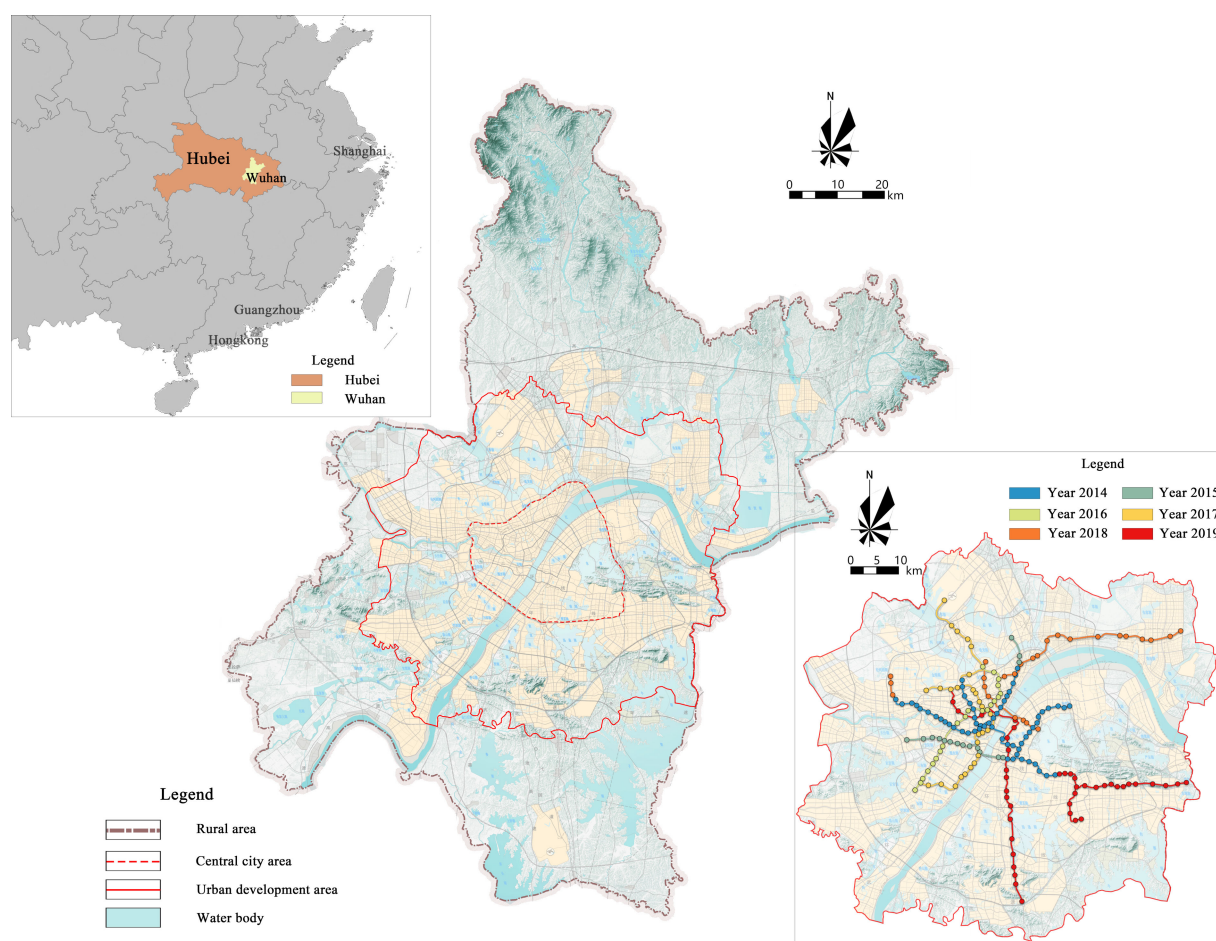 Shanghai
Hubei
Wuhan
Guangzhou
Hongkong
Legend
Hubei
Wuhan
N
0 10 20
km
Legend
Rural area
Central city area
Urban development area
Water body
N
0 5 10
km
Legend
Year 2014 Year 2015
Year 2016 Year 2017
Year 2018 Year 2019